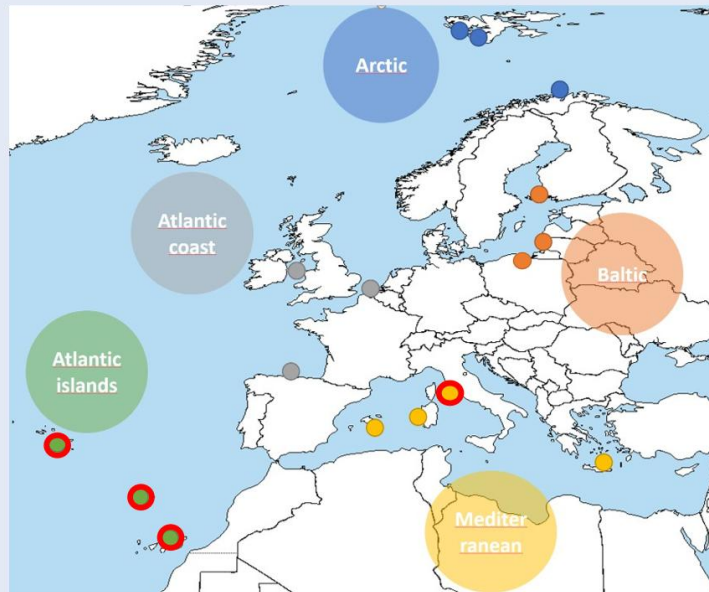 Arctic
Atlantic
coast
Baltic
Atlantic
islands
Mediter
ranean